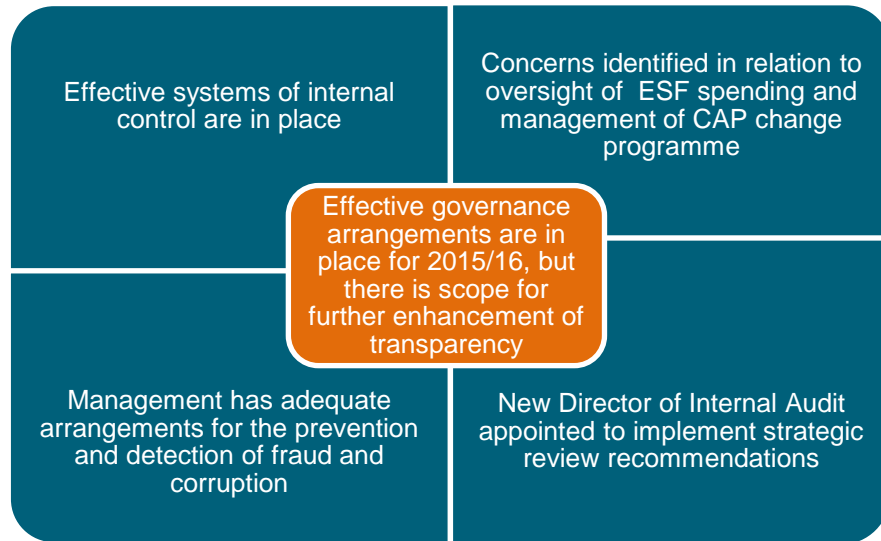 Effective systems of internal
control are in place
Concerns identified in relation to
oversight of  ESF spending and
management of CAP change
programme
Effective governance
arrangements are in
place for 2015/16, but
there is scope for
further enhancement of
transparency
Management has adequate
arrangements for the prevention
and detection of fraud and
corruption
New Director of Internal Audit
appointed to implement strategic
review recommendations